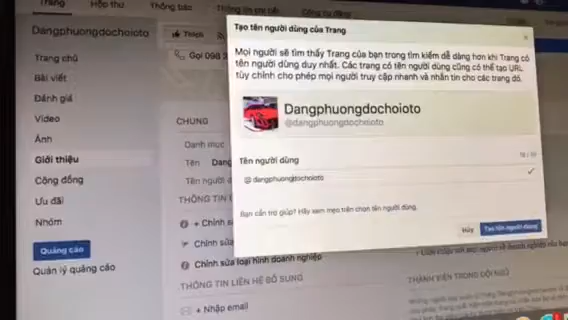 Trang
Hộp thư
Thông báo
Dangphuongdochoioto
Thích
Gọi 098
Trang chủ
Bài viết
Đánh giá
Video
Ảnh
Giới thiệu
Cộng đồng
Ưu đãi
Nhóm
Quảng cáo
Quản lý quảng cáo
CHUNG
Danh mục
Tên Dang
Tên người d
THÔNG TIN
+ Chỉnh s
Chỉnh sửa
Chỉnh sửa loại hình doanh nghiệp
THÔNG TIN LIÊN HỆ BỔ SUNG
+ Nhập email
Tạo tên người dùng của Trang
Mọi người sẽ tìm thấy Trang của bạn trong tìm kiếm dễ dàng hơn khi Trang có
tên người dùng duy nhất. Các trang có tên người dùng cũng có thể tạo URL
tùy chỉnh cho phép mọi người truy cập nhanh và nhắn tin cho các trang đó.
Dangphuongdochoioto
@dangphuongdochoioto
Tên người dùng
@dangphuongdochoioto
Bạn cần trợ giúp? Hãy xem mẹo trên chọn tên người dùng.
Hủy
Tạo tên người dùng
THÀNH VIÊN TRONG ĐỘI NGŨ